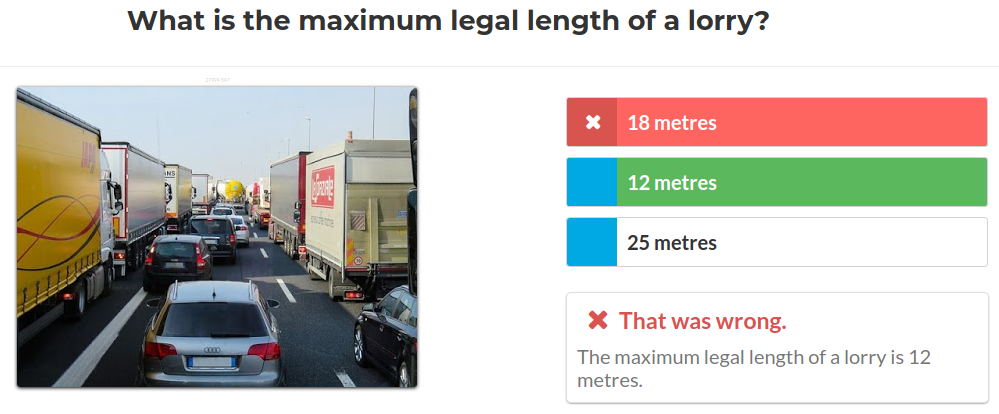 What is the maximum legal length of a lorry?
18 metres
12 metres
25 metres
That was wrong.
The maximum legal length of a lorry is 12
metres.